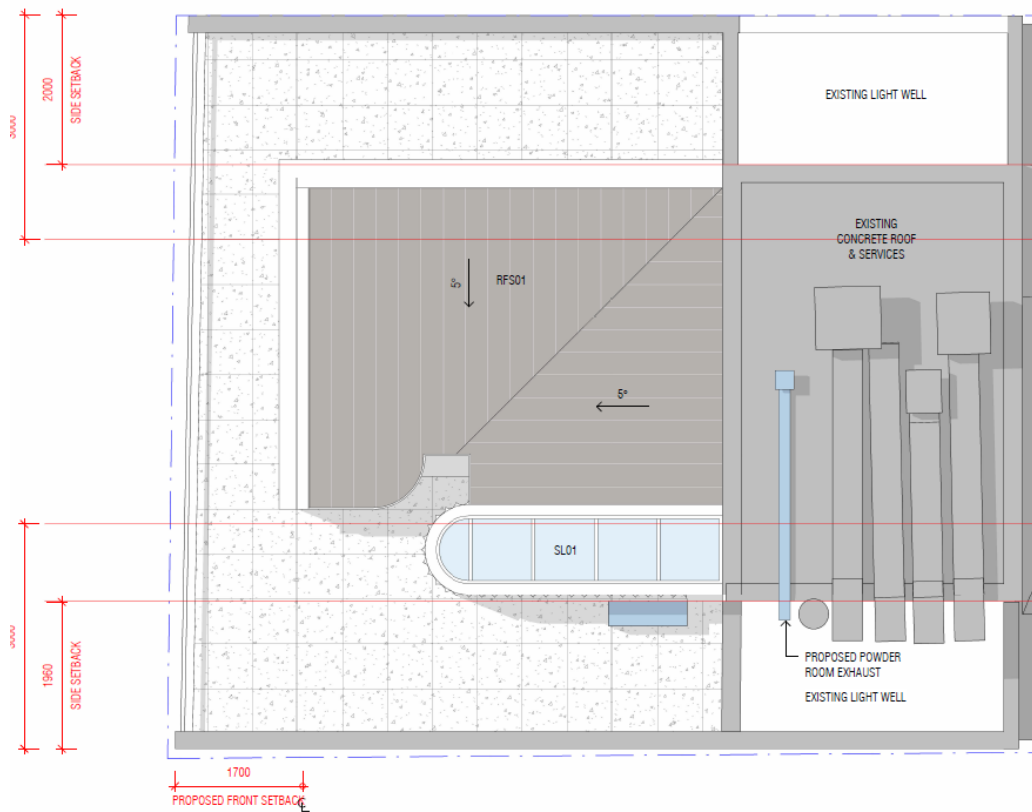 2000
SIDE SETBACK
EXISTING LIGHT WELL
EXISTING
CONCRETE ROOF
& SERVICES
5°
RFS01
5°
SL01
1960
SIDE SETBACK
PROPOSED POWDER
ROOM EXHAUST
EXISTING LIGHT WELL
1700
PROPOSED FRONT SETBACK